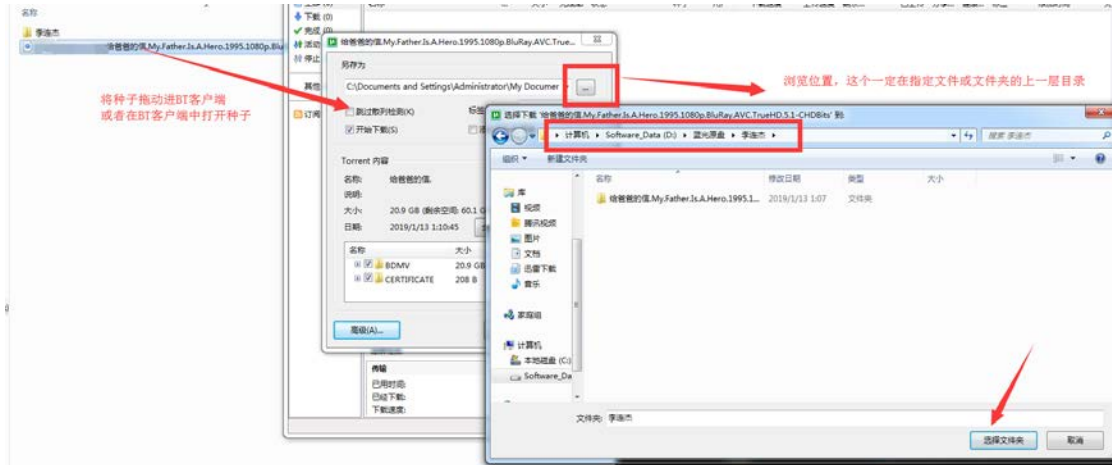 名称
李连杰
给爸爸的信.My.Father.Is.A.Hero.1995.1080p.Blu
将种子拖动进BT客户端
或者在BT客户端中打开种子
下载 (0)
完成 (0)
活动
停止
其他
订阅
给爸爸的信.My.Father.Is.A.Hero.1995.1080p.BluRay.AVC.True...
另存为
C:\Documents and Settings\Administrator\My Documer
...
跳过散列检测(K)
标签
开始下载(S)
Torrent 内容
名称: 给爸爸的信.
说明:
大小: 20.9 GB (剩余空间: 60.1 G
日期: 2019/1/13 1:10:45
名称 大小
BDMV 20.9 GB
CERTIFICATE 208 B
高级(A)...
传输
已用时间:
已经下载:
下载速度:
浏览位置，这个一定在指定文件或文件夹的上一层目录
选择下载 '给爸爸的信.My.Father.Is.A.Hero.1995.1080p.BluRay.AVC.TrueHD.5.1-CHDBits' 到:
计算机 Software_Data (D:) 蓝光原盘 李连杰
搜索 李连杰
组织 新建文件夹
名称 修改日期 类型 大小
给爸爸的信.My.Father.Is.A.Hero.1995.1... 2019/1/13 1:07 文件夹
库
视频
腾讯视频
图片
文档
迅雷下载
音乐
家庭组
计算机
本地磁盘 (C:)
Software_Da
文件夹: 李连杰
选择文件夹 取消